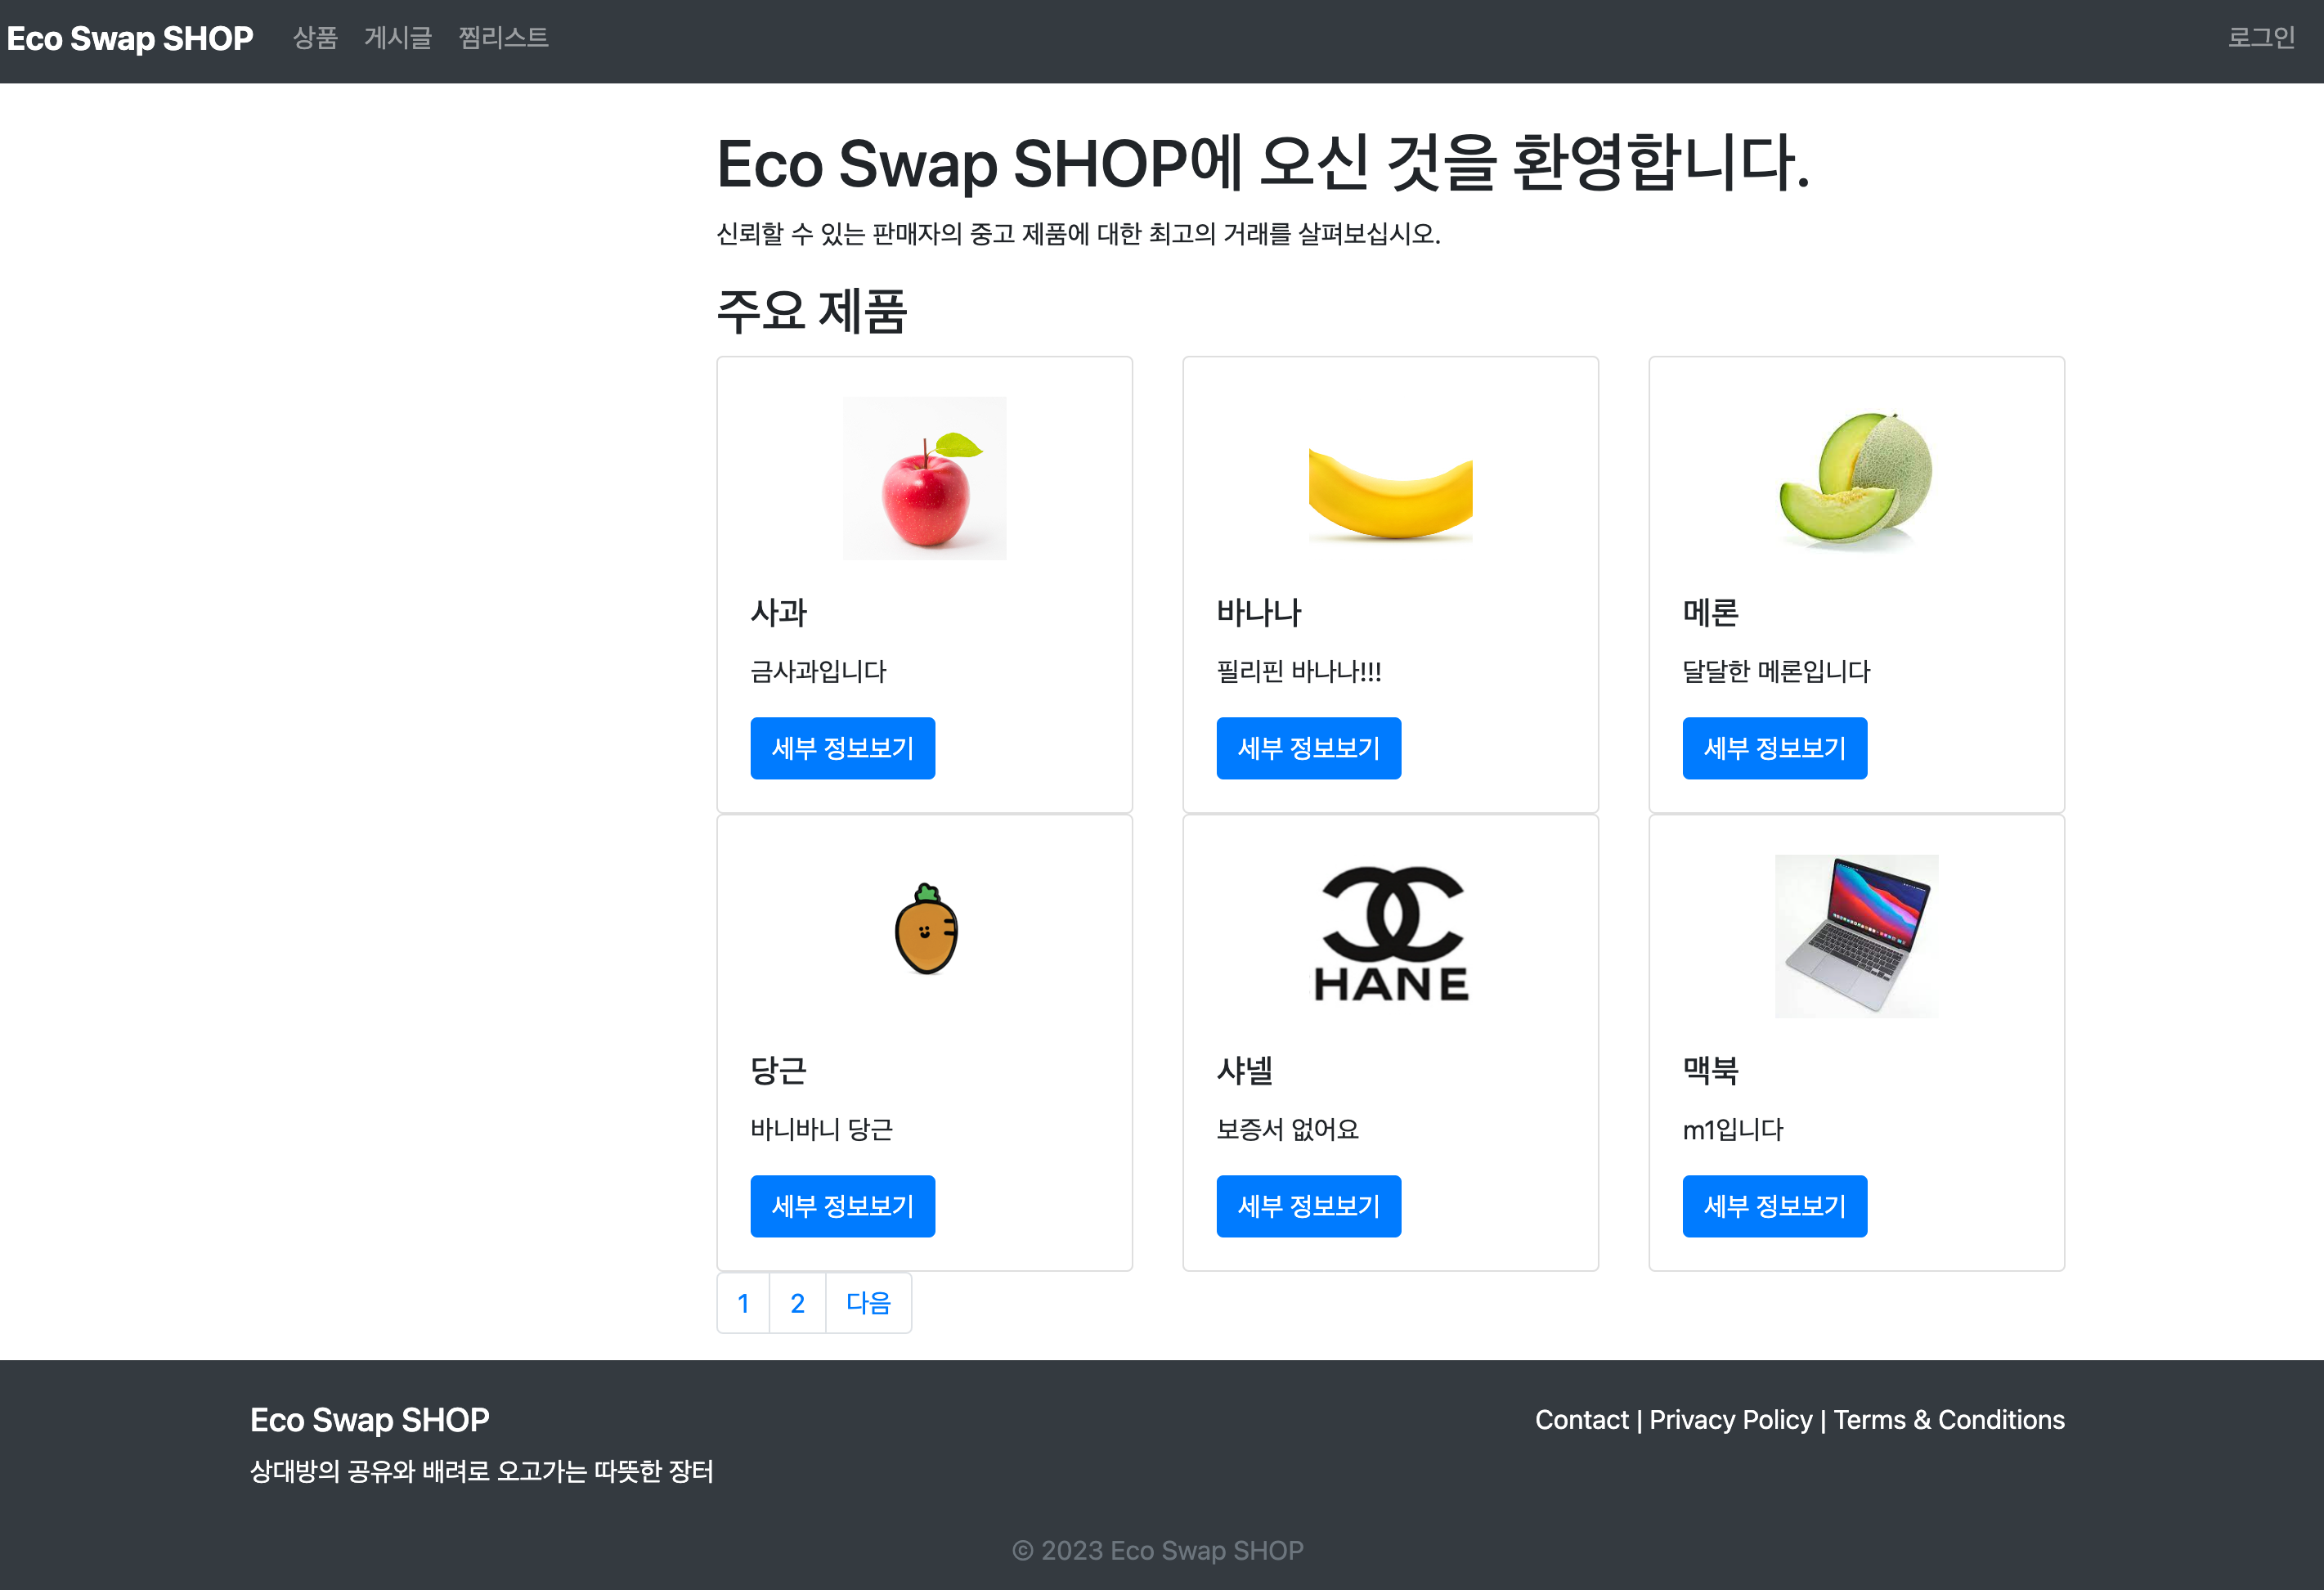 Eco Swap SHOP 상품 게시글 찜리스트 로그인
Eco Swap SHOP에 오신 것을 환영합니다.
신뢰할 수 있는 판매자의 중고 제품에 대한 최고의 거래를 살펴보십시오.
주요 제품
사과
금사과입니다
세부 정보보기
바나나
필리핀 바나나!!!
세부 정보보기
메론
달달한 메론입니다
세부 정보보기
당근
바니바니 당근
세부 정보보기
HANE
샤넬
보증서 없어요
세부 정보보기
맥북
m1입니다
세부 정보보기
1 2 다음
Eco Swap SHOP
상대방의 공유와 배려로 오고가는 따뜻한 장터
Contact | Privacy Policy | Terms & Conditions
© 2023 Eco Swap SHOP